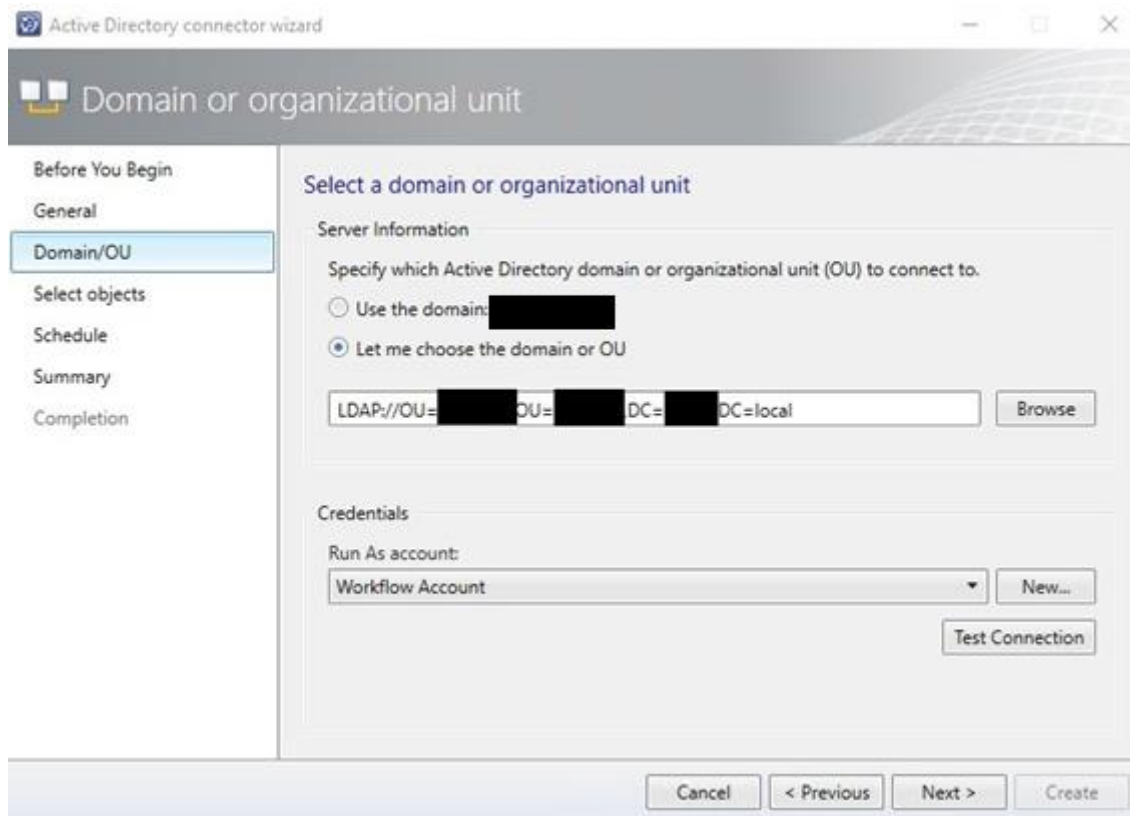 Active Directory connector wizard
Domain or organizational unit
Before You Begin
General
Domain/OU
Select objects
Schedule
Summary
Completion
Select a domain or organizational unit
Server Information
Specify which Active Directory domain or organizational unit (OU) to connect to.
Use the domain:
Let me choose the domain or OU
LDAP://OU= OU= DC= DC=local
Browse
Credentials
Run As account:
Workflow Account
New...
Test Connection
Cancel
< Previous
Next >
Create